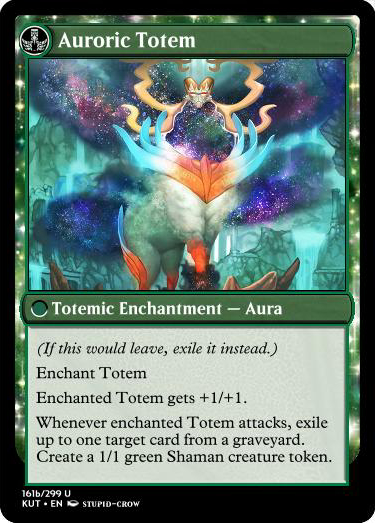 Auroric Totem
Totemic Enchantment — Aura
(If this would leave, exile it instead.)
Enchant Totem
Enchanted Totem gets +1/+1.
Whenever enchanted Totem attacks, exile
up to one target card from a graveyard.
Create a 1/1 green Shaman creature token.
161b/299 U
KUT • EN STUPID-CROW